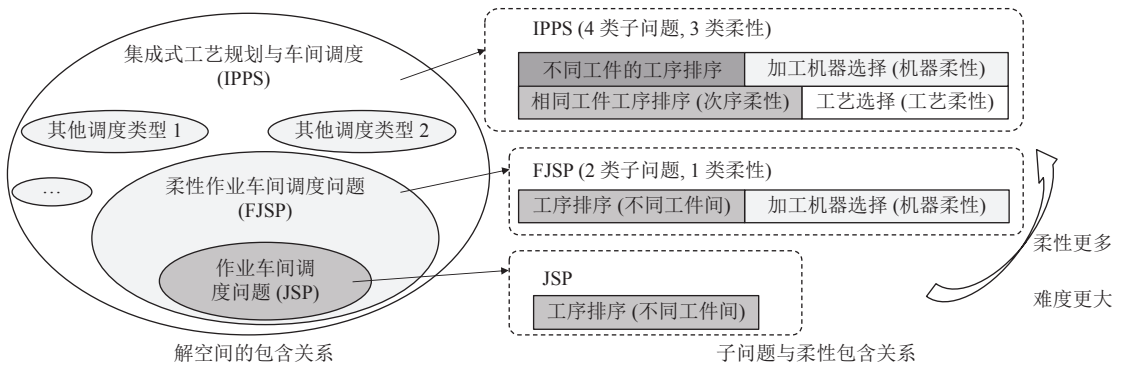 集成式工艺规划与车间调度
(IPPS)
其他调度类型 1
其他调度类型 2
…
柔性作业车间调度问题
(FJSP)
作业车间调
度问题 (JSP)
解空间的包含关系
IPPS (4 类子问题, 3 类柔性)
不同工件的工序排序
加工机器选择 (机器柔性)
相同工件工序排序 (次序柔性)
工艺选择 (工艺柔性)
FJSP (2 类子问题, 1 类柔性)
工序排序 (不同工件间)
加工机器选择 (机器柔性)
JSP
工序排序 (不同工件间)
柔性更多
难度更大
子问题与柔性包含关系